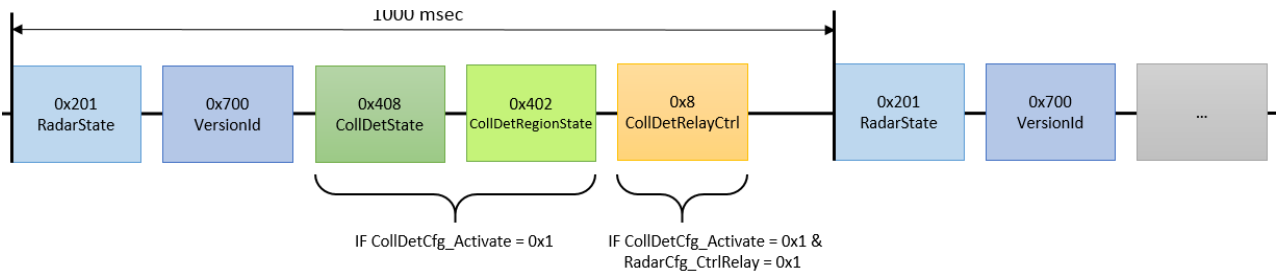 1000 msec
0x201
RadarState
0x700
VersionId
0x408
CollDetState
0x402
CollDetRegionState
0x8
CollDetRelayCtrl
0x201
RadarState
0x700
VersionId
...
IF CollDetCfg_Activate = 0x1
IF CollDetCfg_Activate = 0x1 &
RadarCfg_CtrlRelay = 0x1